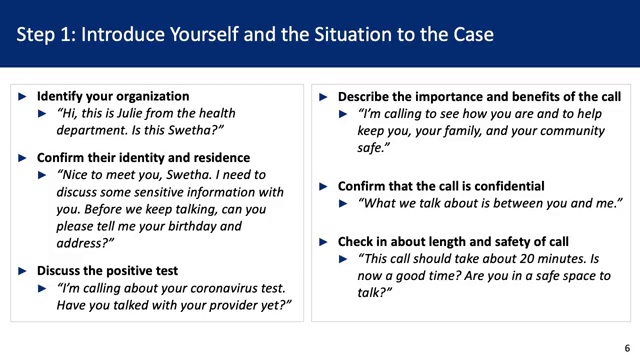 Step 1: Introduce Yourself and the Situation to the Case
► Identify your organization
► “Hi, this is Julie from the health
department. Is this Swetha?”
► Confirm their identity and residence
► “Nice to meet you, Swetha. I need to
discuss some sensitive information with
you. Before we keep talking, can you
please tell me your birthday and
address?”
► Discuss the positive test
► “I’m calling about your coronavirus test.
Have you talked with your provider yet?”
► Describe the importance and benefits of the call
► “I’m calling to see how you are and to help
keep you, your family, and your community
safe.”
► Confirm that the call is confidential
► “What we talk about is between you and me.”
► Check in about length and safety of call
► “This call should take about 20 minutes. Is
now a good time? Are you in a safe space to
talk?”
6